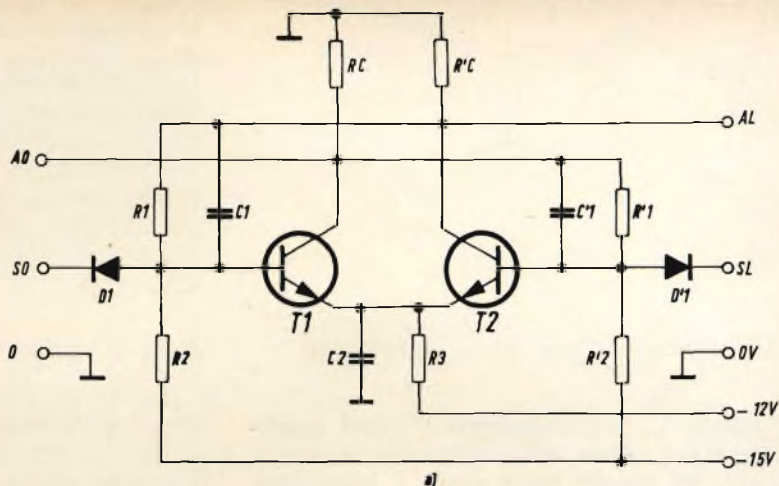 RC
R'C
AL
A0
R1
C1
C'1
R'1
S0
D1
T1
T2
D'1
SL
0
R2
C2
R3
R'2
0V
-12V
-15V
a)